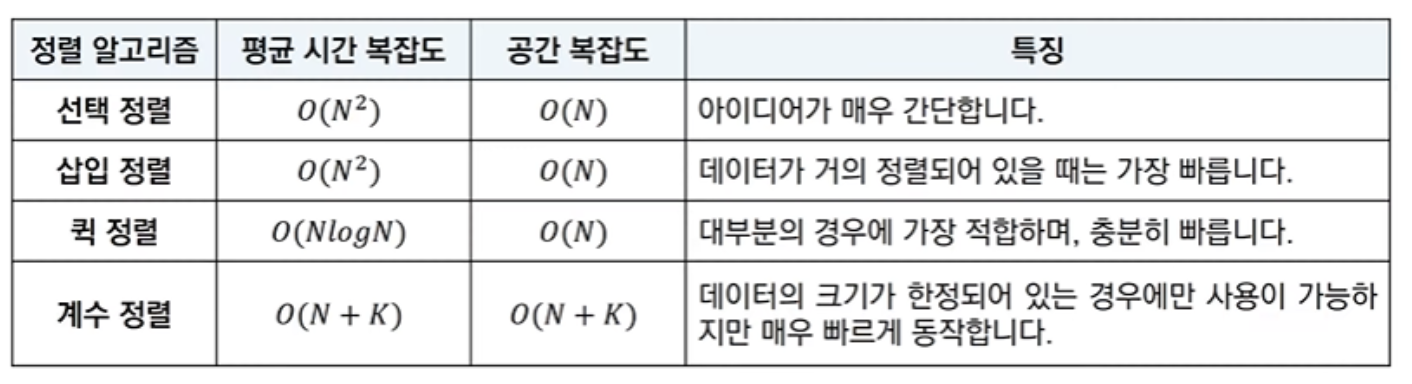 정렬 알고리즘 평균 시간 복잡도 공간 복잡도 특징
선택 정렬 O(N²) O(N) 아이디어가 매우 간단합니다.
삽입 정렬 O(N²) O(N) 데이터가 거의 정렬되어 있을 때는 가장 빠릅니다.
퀵 정렬 O(NlogN) O(N) 대부분의 경우에 가장 적합하며, 충분히 빠릅니다.
계수 정렬 O(N + K) O(N + K) 데이터의 크기가 한정되어 있는 경우에만 사용이 가능하
지만 매우 빠르게 동작합니다.